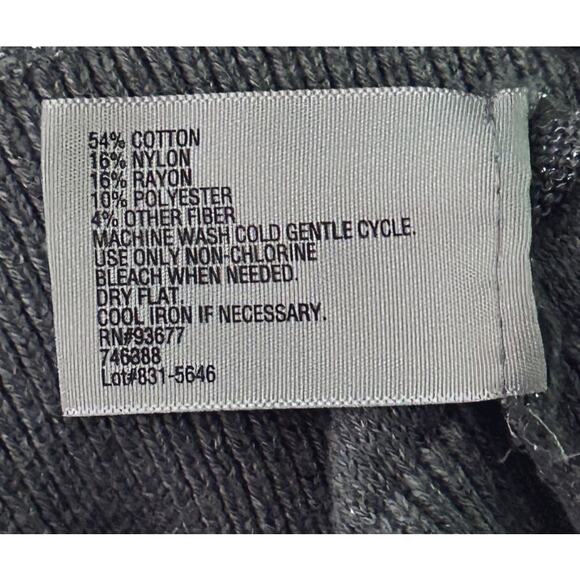 54% COTTON
16% NYLON
16% RAYON
10% POLYESTER
4% OTHER FIBER
MACHINE WASH COLD GENTLE CYCLE.
USE ONLY NON-CHLORINE
BLEACH WHEN NEEDED.
DRY FLAT.
COOL IRON IF NECESSARY.
RN#93677
746388
Lot#831-5646